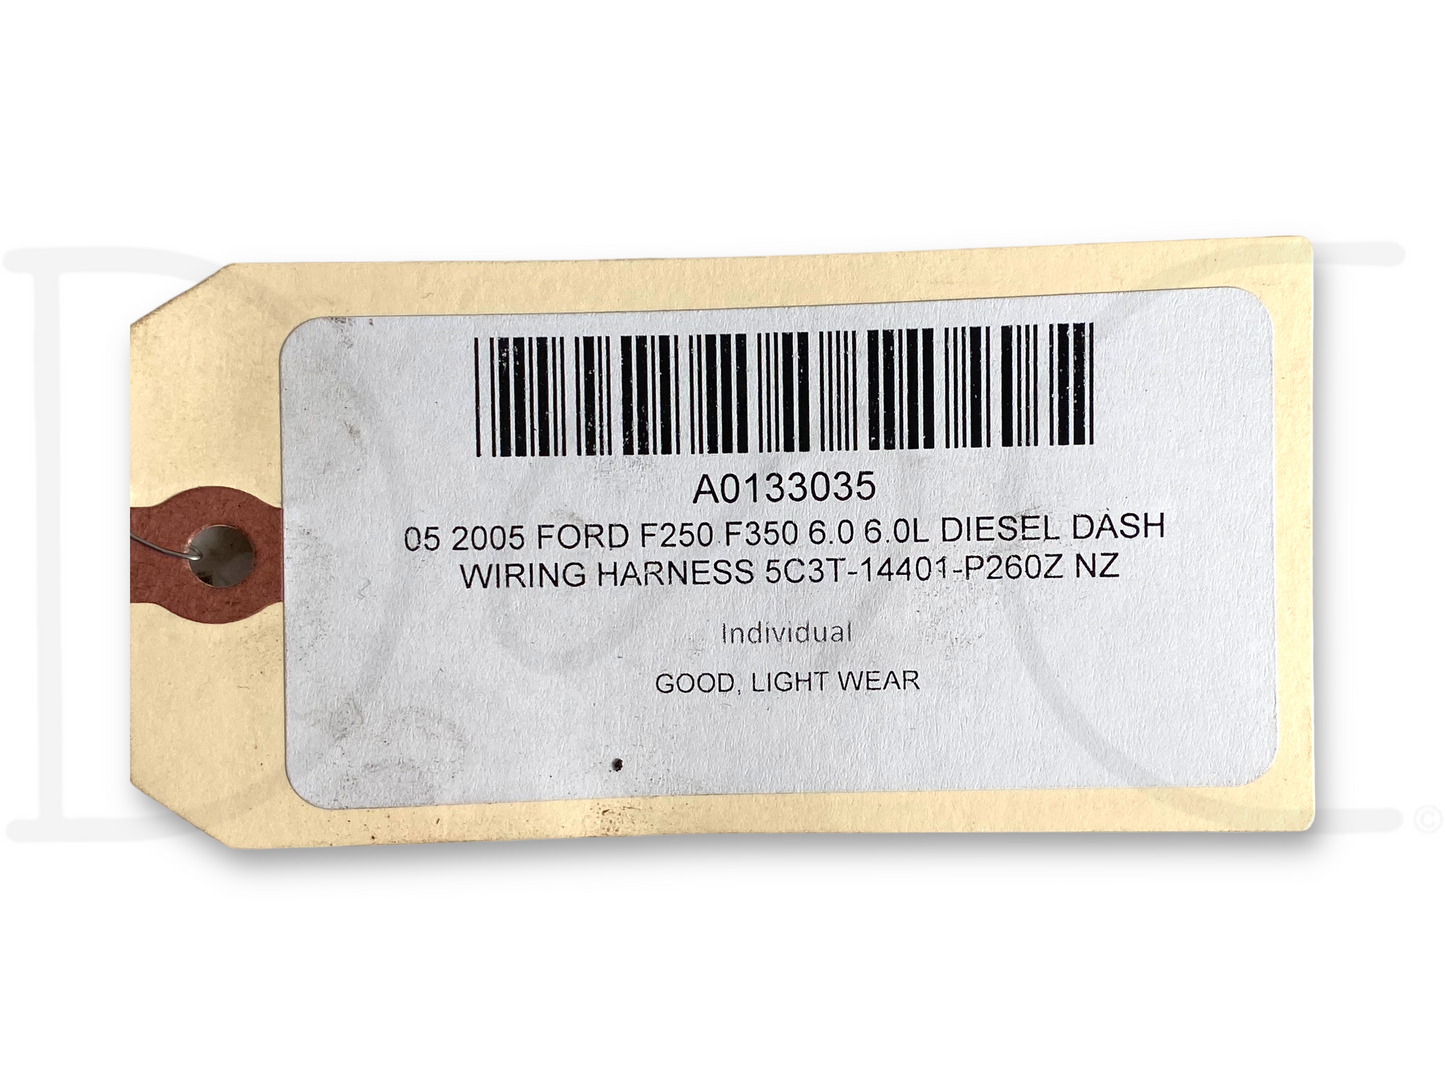 A0133035
05 2005 FORD F250 F350 6.0 6.0L DIESEL DASH
WIRING HARNESS 5C3T-14401-P260Z NZ
Individual
GOOD, LIGHT WEAR
©